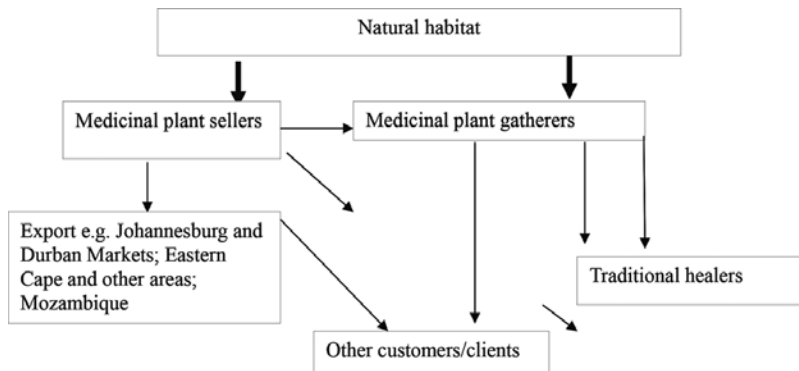 Natural habitat
Medicinal plant sellers
Medicinal plant gatherers
Export e.g. Johannesburg and
Durban Markets; Eastern
Cape and other areas;
Mozambique
Traditional healers
Other customers/clients